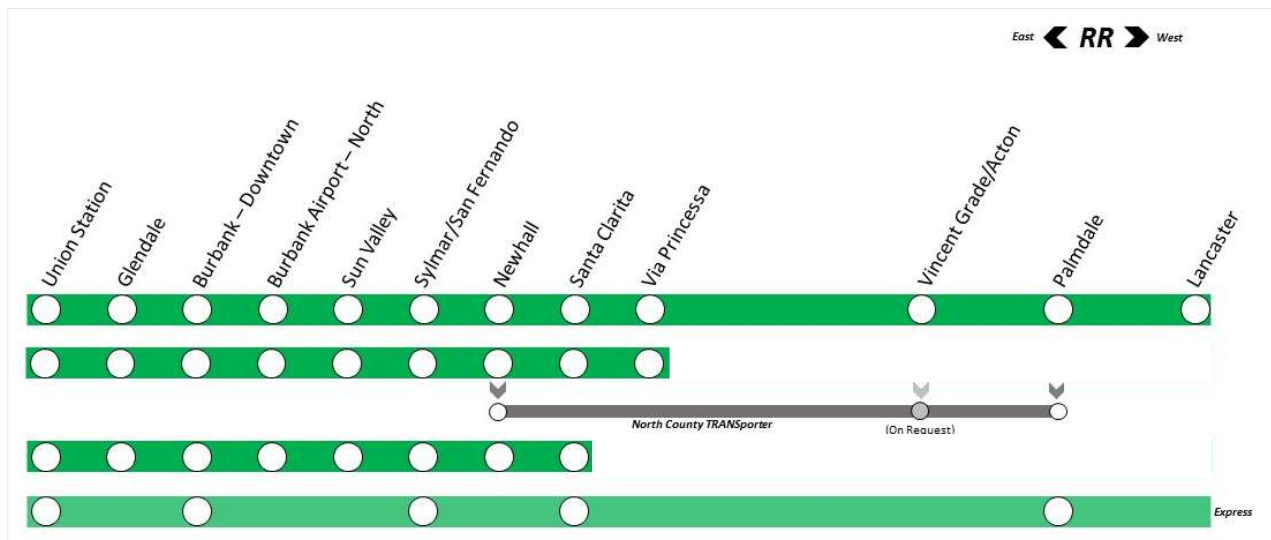 East RR West
Union Station
Glendale
Burbank – Downtown
Burbank Airport – North
Sun Valley
Sylmar/San Fernando
Newhall
Santa Clarita
Via Princessa
Vincent Grade/Acton
Palmdale
Lancaster
North County TRANSporter
(On Request)
Express